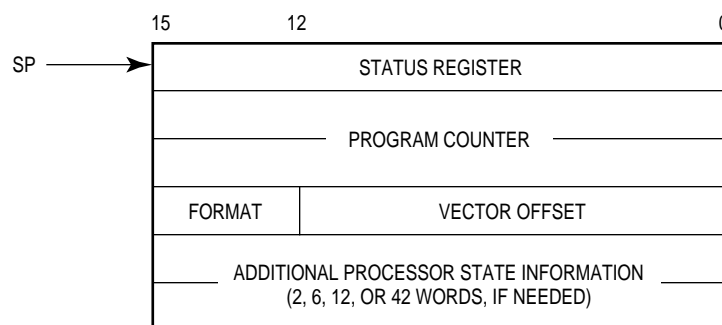 15 12 0
SP
STATUS REGISTER
PROGRAM COUNTER
FORMAT VECTOR OFFSET
ADDITIONAL PROCESSOR STATE INFORMATION
(2, 6, 12, OR 42 WORDS, IF NEEDED)